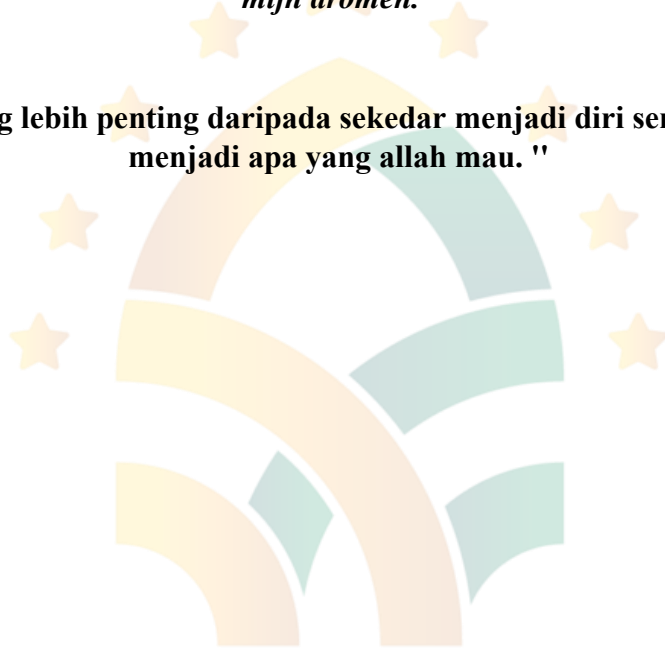 mijn dromen.
lebih penting daripada sekedar menjadi diri
menjadi apa yang allah mau. "